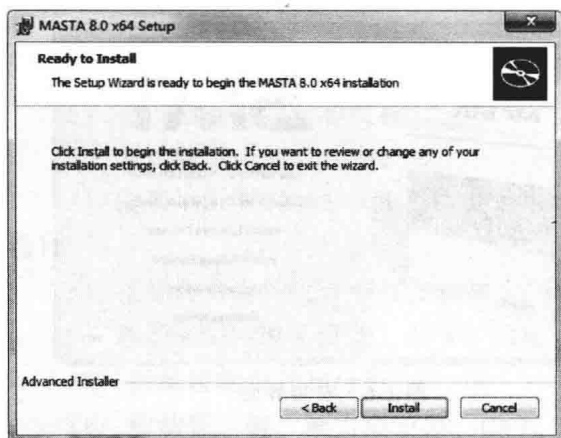 MASTA 8.0 x64 Setup
Ready to Install
The Setup Wizard is ready to begin the MASTA 8.0 x64 installation
Click Install to begin the installation. If you want to review or change any of your
installation settings, click Back. Click Cancel to exit the wizard.
Advanced Installer
< Back Install Cancel